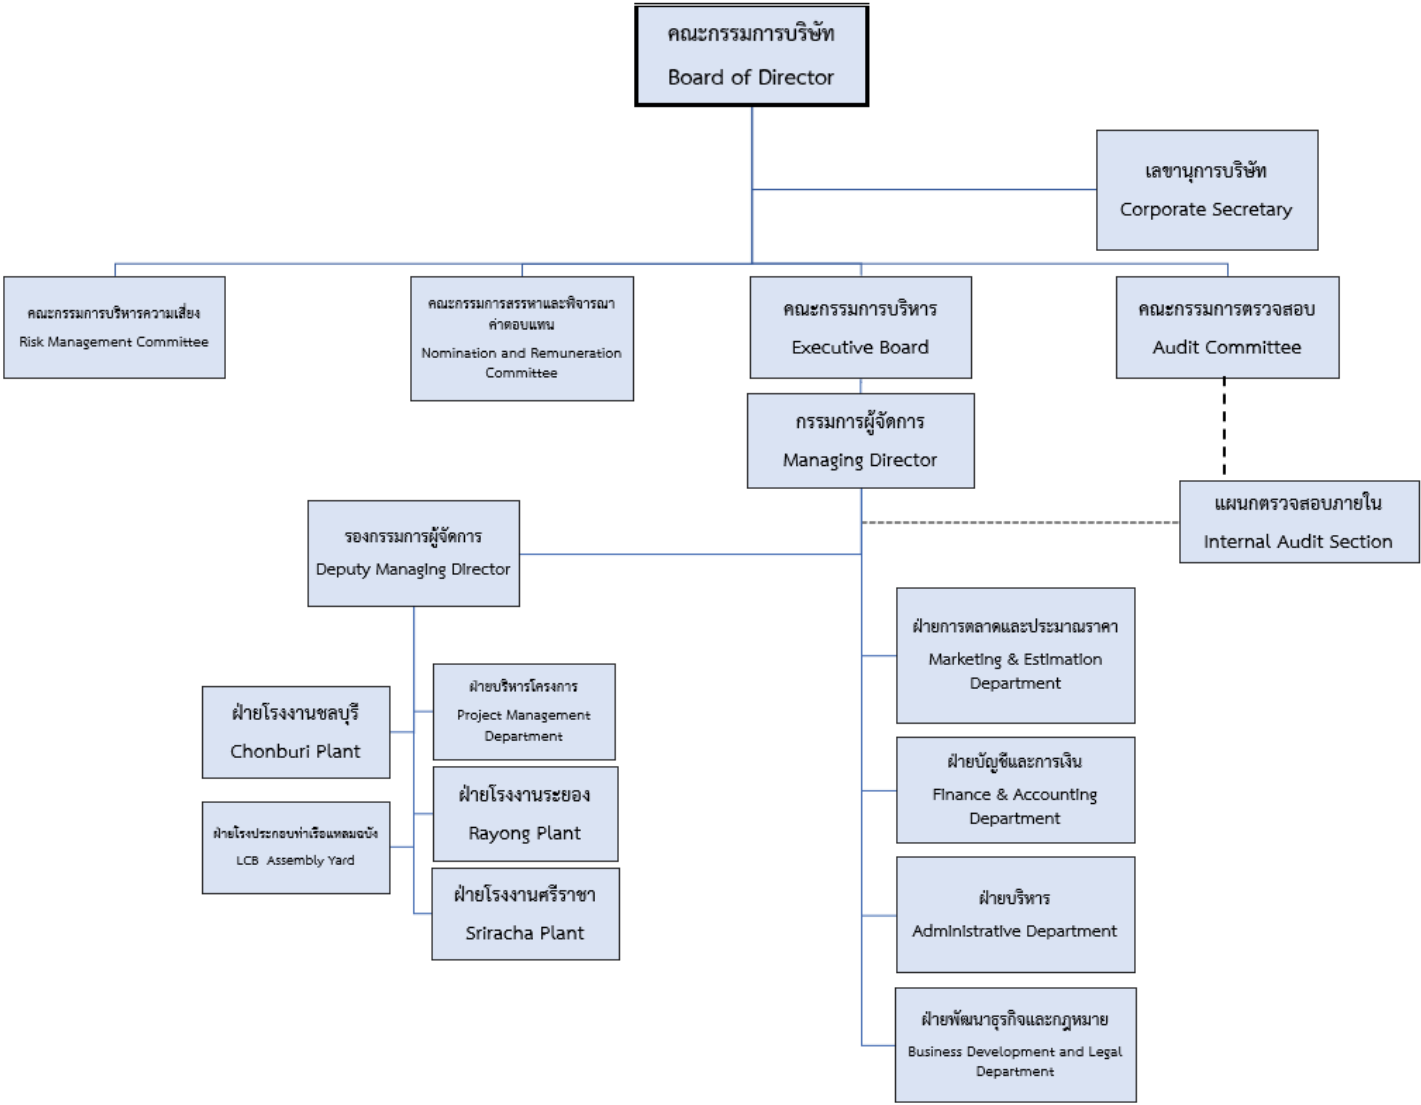 คณะกรรมการบริษัท
Board of Director
เลขานุการบริษัท
Corporate Secretary
คณะกรรมการบริหารความเสี่ยง
Risk Management Committee
คณะกรรมการสรรหาและพิจารณา
ค่าตอบแทน
Nomination and Remuneration
Committee
คณะกรรมการบริหาร
Executive Board
คณะกรรมการตรวจสอบ
Audit Committee
กรรมการผู้จัดการ
Managing Director
แผนกตรวจสอบภายใน
Internal Audit Section
รองกรรมการผู้จัดการ
Deputy Managing Director
ฝ่ายการตลาดและประมาณราคา
Marketing & Estimation
Department
ฝ่ายบริหารโครงการ
Project Management
Department
ฝ่ายโรงงานชลบุรี
Chonburi Plant
ฝ่ายบัญชีและการเงิน
Finance & Accounting
Department
ฝ่ายโรงงานระยอง
Rayong Plant
ฝ่ายโรงประกอบท่าเรือแหลมฉบัง
LCB Assembly Yard
ฝ่ายโรงงานศรีราชา
Sriracha Plant
ฝ่ายบริหาร
Administrative Department
ฝ่ายพัฒนาธุรกิจและกฎหมาย
Business Development and Legal
Department